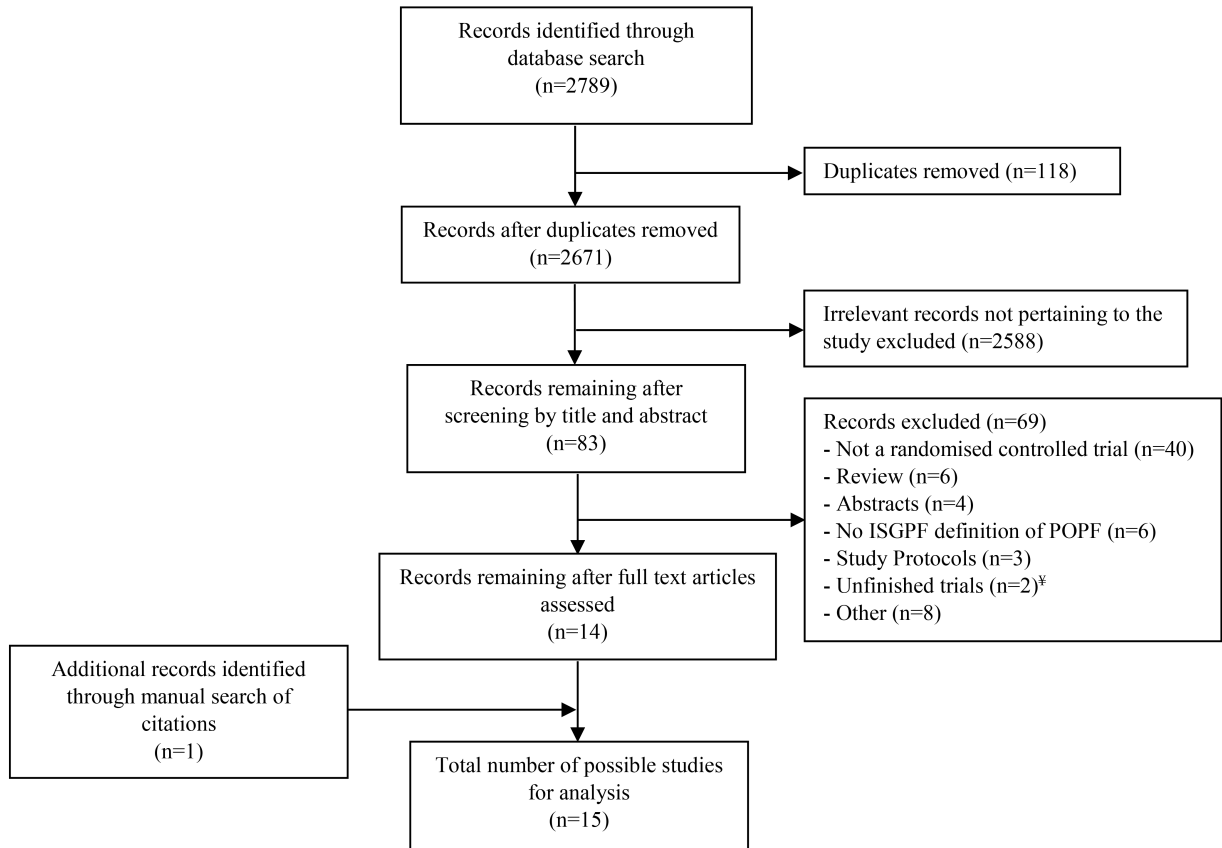 Records identified through
database search
(n=2789)
Duplicates removed (n=118)
Records after duplicates removed
(n=2671)
Irrelevant records not pertaining to the
study excluded (n=2588)
Records remaining after
screening by title and abstract
(n=83)
Records excluded (n=69)
- Not a randomised controlled trial (n=40)
- Review (n=6)
- Abstracts (n=4)
- No ISGPF definition of POPF (n=6)
- Study Protocols (n=3)
- Unfinished trials (n=2)¥
- Other (n=8)
Records remaining after full text articles
assessed
(n=14)
Additional records identified
through manual search of
citations
(n=1)
Total number of possible studies
for analysis
(n=15)